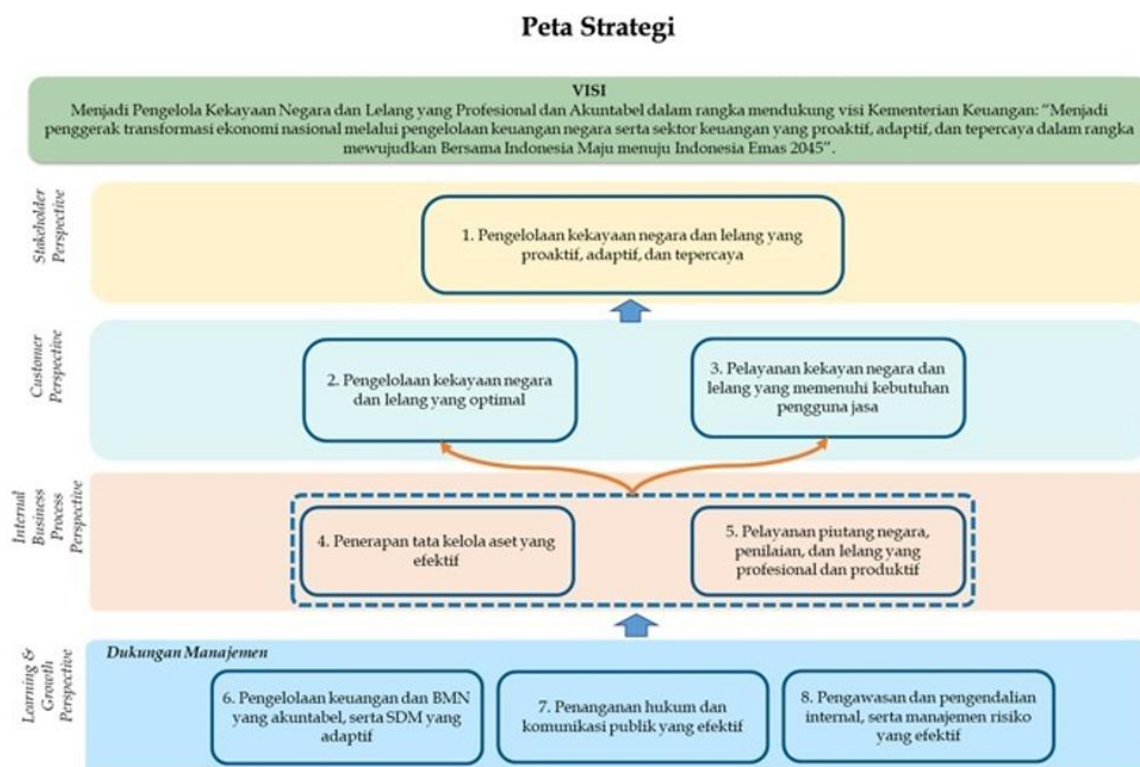 Peta Strategi
VISI
Menjadi Pengelola Kekayaan Negara dan Lelang yang Profesional dan Akuntabel dalam rangka mendukung visi Kementerian Keuangan: “Menjadi
penggerak transformasi ekonomi nasional melalui pengelolaan keuangan negara serta sektor keuangan yang proaktif, adaptif, dan tepercaya dalam rangka
mewujudkan Bersama Indonesia Maju menuju Indonesia Emas 2045”.
Stakeholder
Perspective
1. Pengelolaan kekayaan negara dan lelang yang
proaktif, adaptif, dan tepercaya
Customer
Perspective
2. Pengelolaan kekayaan negara
dan lelang yang optimal
3. Pelayanan kekayan negara dan
lelang yang memenuhi kebutuhan
pengguna jasa
Internal
Business
Process
Perspective
4. Penerapan tata kelola aset yang
efektif
5. Pelayanan piutang negara,
penilaian, dan lelang yang
profesional dan produktif
Learning &
Growth
Perspective
Dukungan Manajemen
6. Pengelolaan keuangan dan BMN
yang akuntabel, serta SDM yang
adaptif
7. Penanganan hukum dan
komunikasi publik yang efektif
8. Pengawasan dan pengendalian
internal, serta manajemen risiko
yang efektif